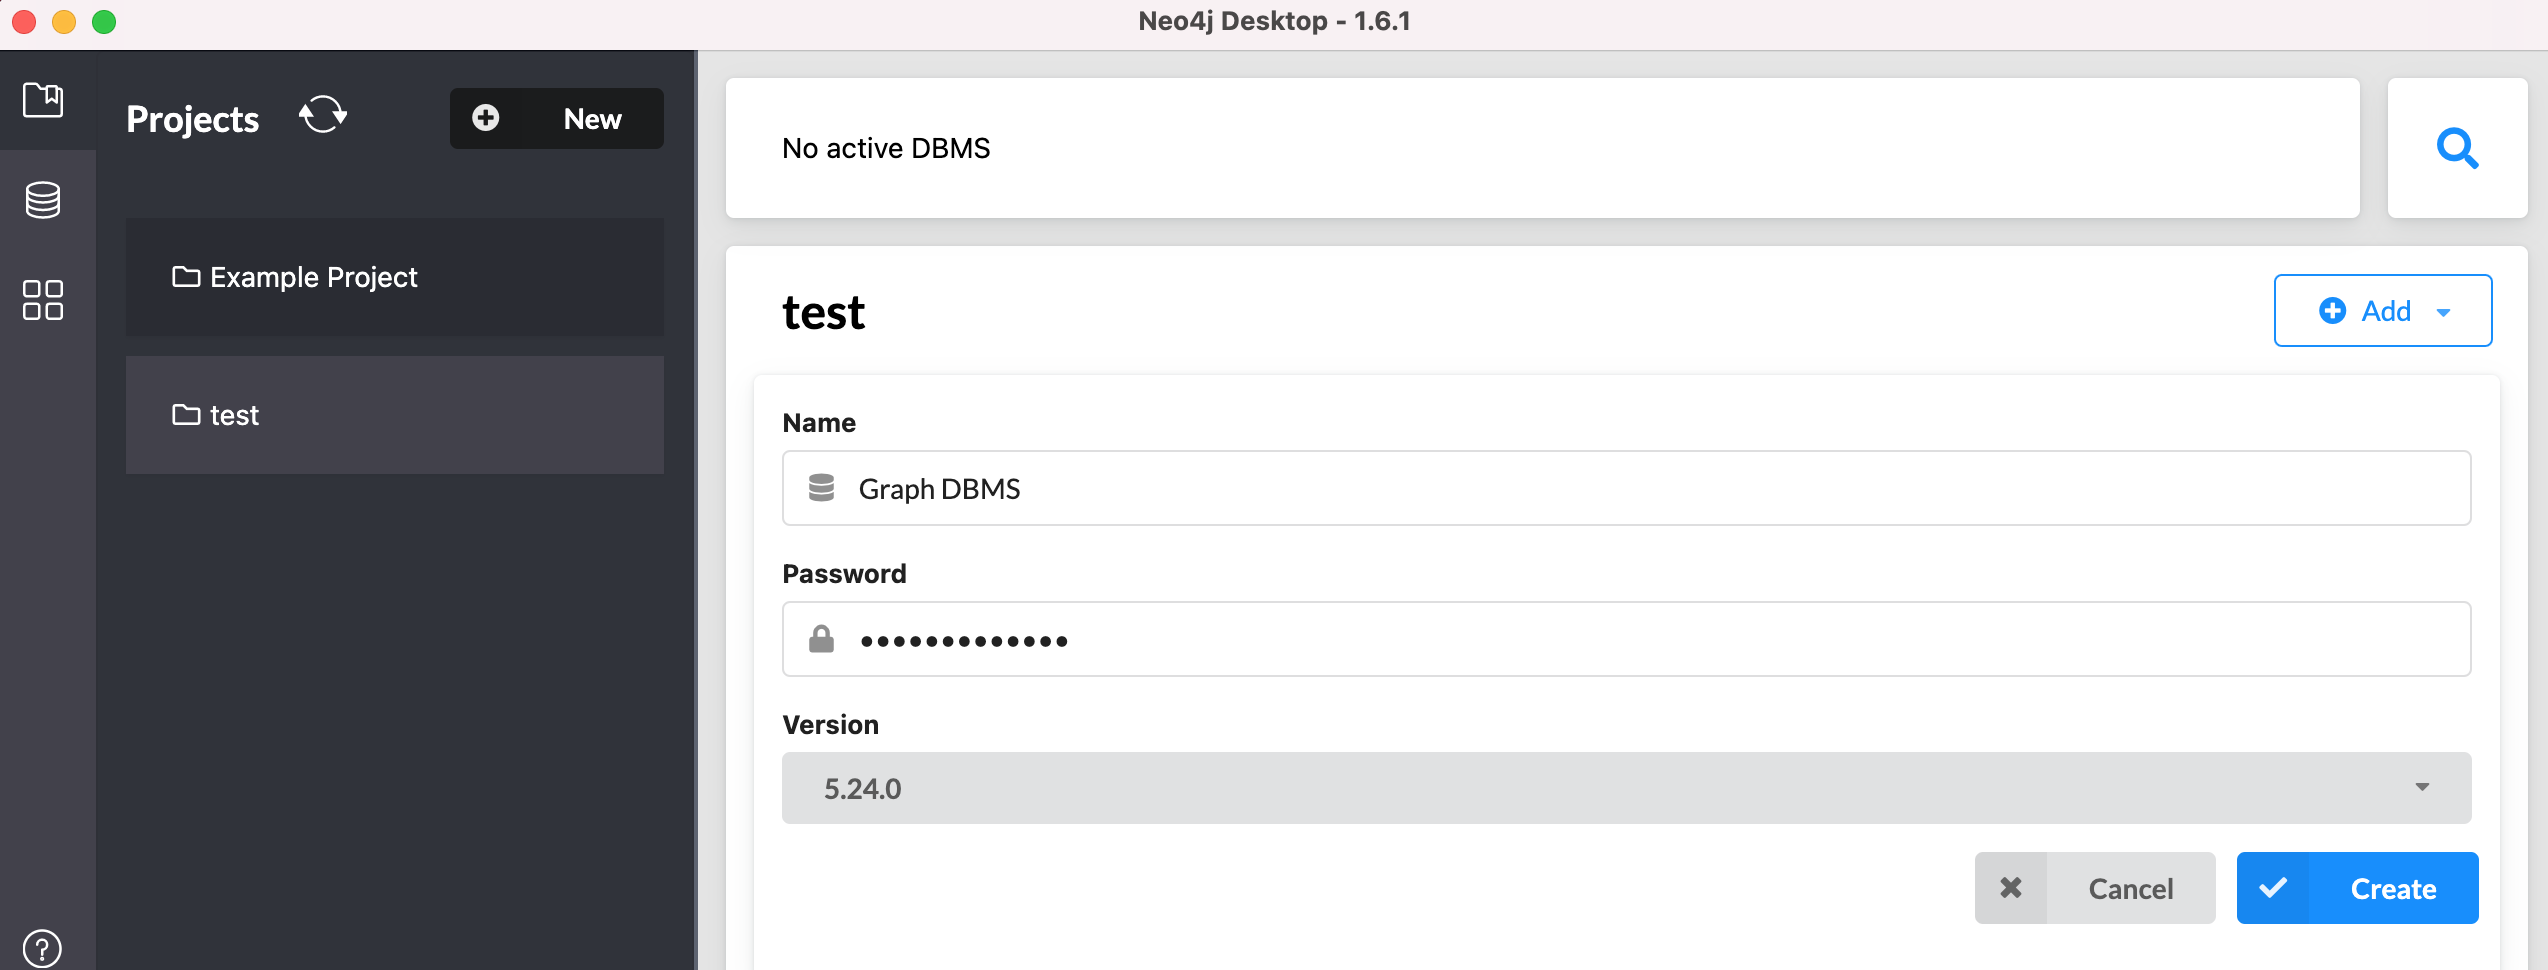 Neo4j Desktop - 1.6.1
Projects
New
Example Project
test
No active DBMS
test
Add
Name
Graph DBMS
Password
•••••••••••••
Version
5.24.0
Cancel
Create